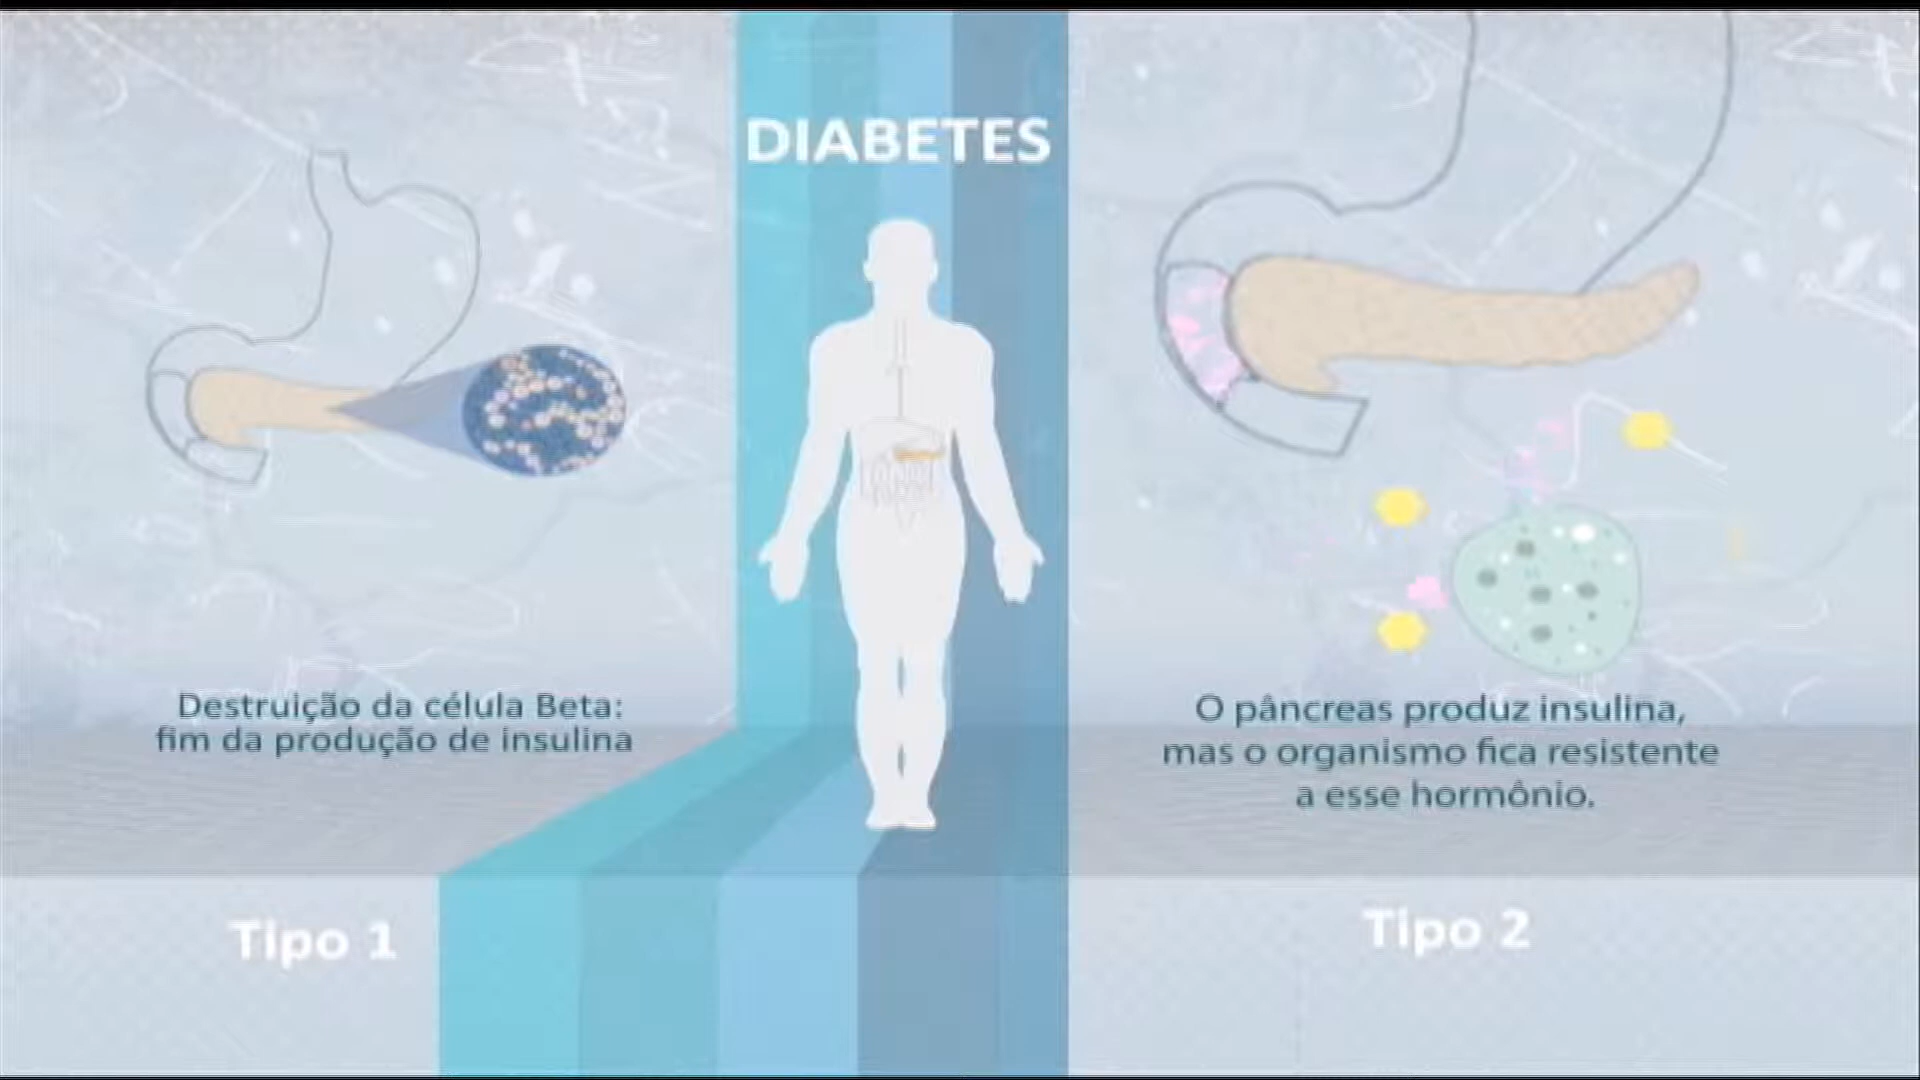 DIABETES
Destruição da célula Beta:
fim da produção de insulina
O pâncreas produz insulina,
mas o organismo fica resistente
a esse hormônio.
Tipo 1
Tipo 2